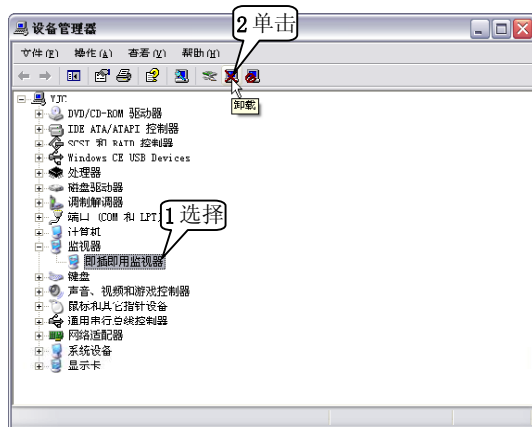 设备管理器
2 单击
文件(F) 操作(A) 查看(V) 帮助(H)
卸载
YJC
DVD/CD-ROM 驱动器
IDE ATA/ATAPI 控制器
SCSI 和 RAID 控制器
Windows CE USB Devices
处理器
磁盘驱动器
调制解调器
端口 (COM 和 LPT)
1 选择
计算机
监视器
即插即用监视器
键盘
声音、视频和游戏控制器
鼠标和其它指针设备
通用串行总线控制器
网络适配器
系统设备
显示卡